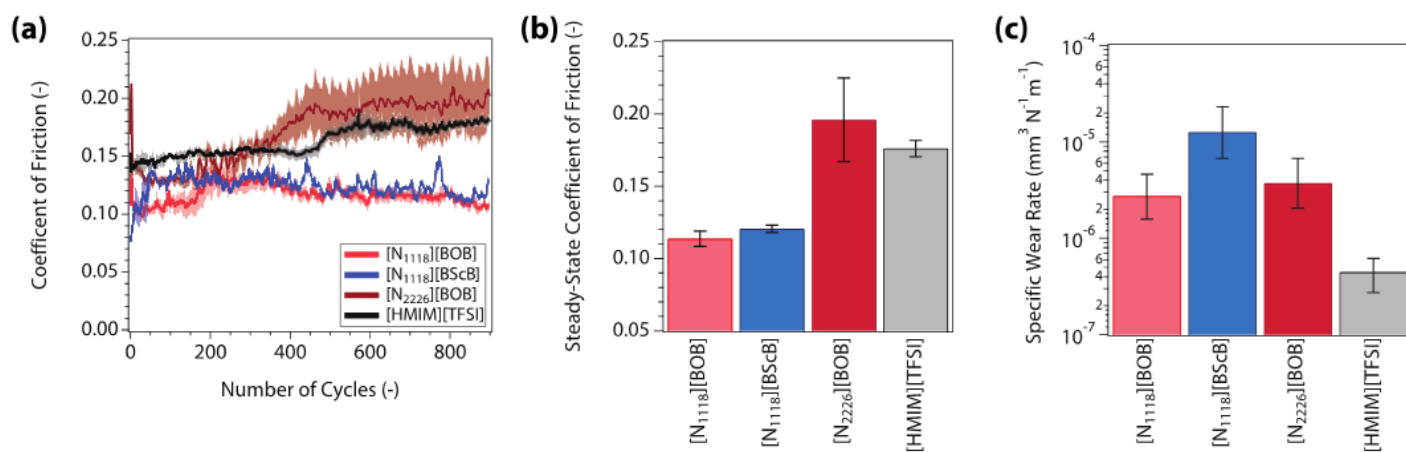 (a)
0.25
0.20
0.15
0.10
0.05
0.00
Coefficent of Friction (-)
0 200 400 600 800
Number of Cycles (-)
[N₁₁₁₈][BOB]
[N₁₁₁₈][BScB]
[N₂₂₂₆][BOB]
[HMIM][TFSI]
(b)
0.25
0.20
0.15
0.10
0.05
Steady-State Coefficient of Friction (-)
[N₁₁₁₈][BOB]
[N₁₁₁₈][BScB]
[N₂₂₂₆][BOB]
[HMIM][TFSI]
(c)
10⁻⁴
6
4
2
10⁻⁵
6
4
2
10⁻⁶
6
4
2
10⁻⁷
Specific Wear Rate (mm³ N⁻¹m⁻¹)
[N₁₁₁₈][BOB]
[N₁₁₁₈][BScB]
[N₂₂₂₆][BOB]
[HMIM][TFSI]